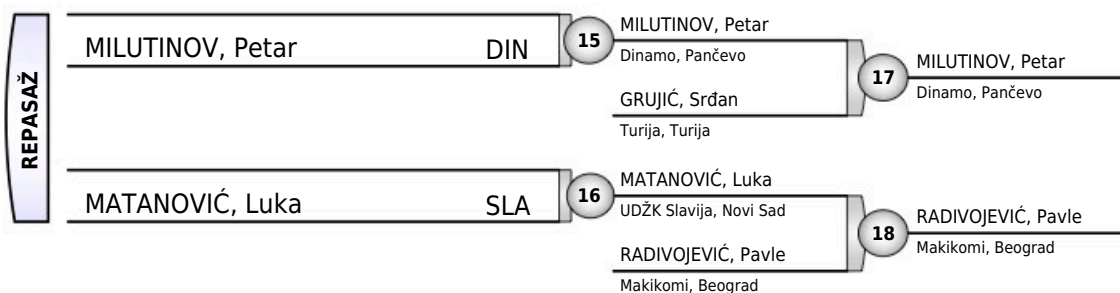 REPASAŽ
MILUTINOV, Petar DIN
15
MILUTINOV, Petar
Dinamo, Pančevo
GRUJIĆ, Srđan
Turija, Turija
17
MILUTINOV, Petar
Dinamo, Pančevo
MATANOVIĆ, Luka SLA
16
MATANOVIĆ, Luka
UDŽK Slavija, Novi Sad
RADIVOJEVIĆ, Pavle
Makikomi, Beograd
18
RADIVOJEVIĆ, Pavle
Makikomi, Beograd